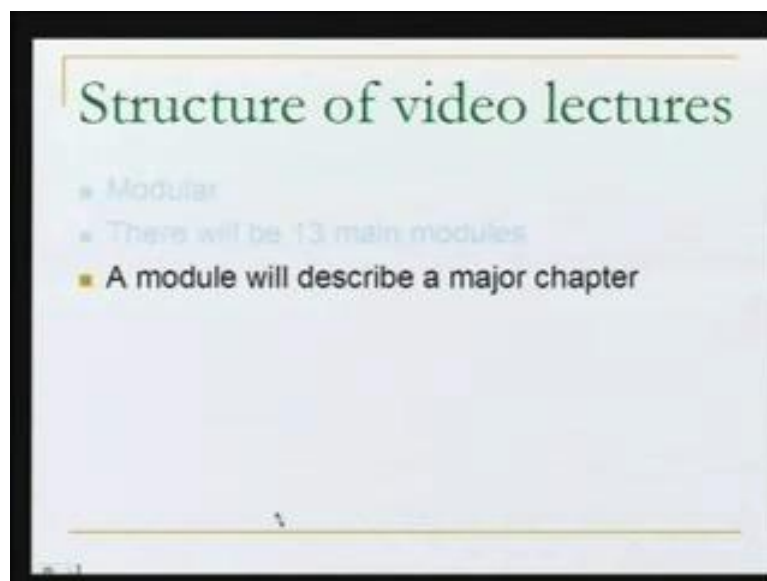 Structure of video lectures
Modular
There will be 13 main modules
A module will describe a major chapter